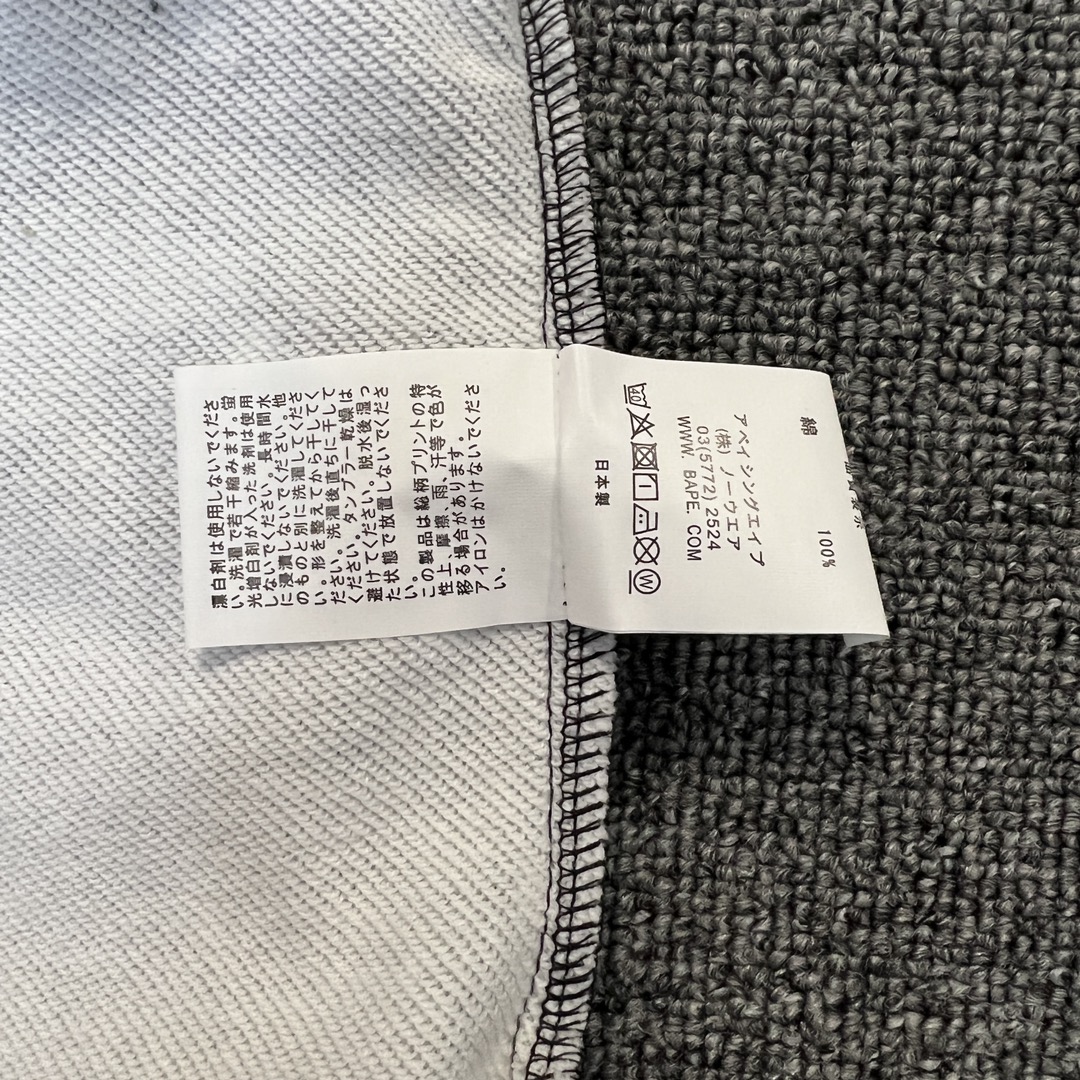 綿 100%
アベイシングエイプ
(株)ノーウエア
03(5772)2524
WWW. BAPE. COM
40 W
日本製
漂白剤は使用しないでくださ
い。洗濯で若干縮みます。蛍
光増白剤が入った洗剤は使用
しないでください。長時間水
に浸漬しないでください。他
のものと別に洗濯してくださ
い。形を整えてから干してく
ださい。洗濯後直ちに干して
ください。タンブラー乾燥は
避けてください。脱水後湿っ
た状態で放置しないでくださ
い。
この製品は総柄プリントの特
性上、摩擦、雨、汗等で色が
移る場合があります。
アイロンはかけないでくださ
い。